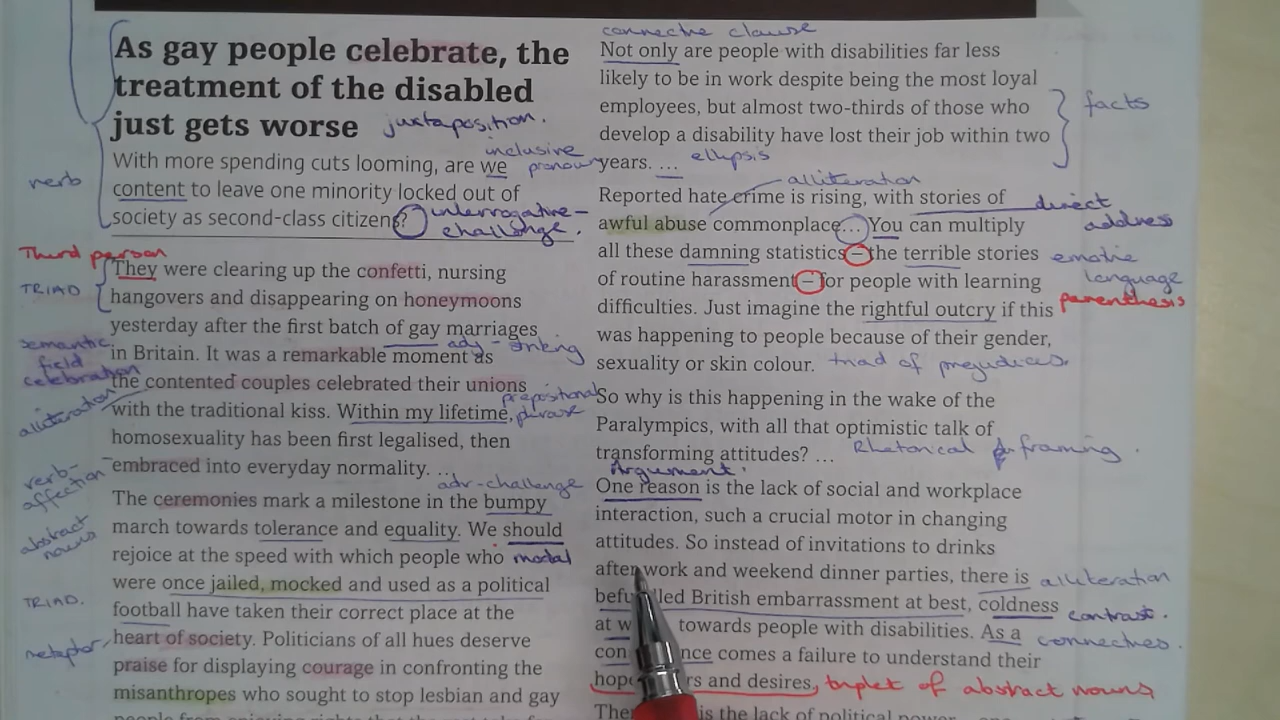 As gay people celebrate, the
treatment of the disabled
just gets worse juxtaposition.
inclusive
With more spending cuts looming, are we pronoun
verb content to leave one minority locked out of
society as second-class citizens? interrogative –
challenge.
Third person
They were clearing up the confetti, nursing
TRIAD hangovers and disappearing on honeymoons
yesterday after the first batch of gay marriages
adj - striking
semantic field celebration
in Britain. It was a remarkable moment as
the contented couples celebrated their unions
alliteration
prepositional phrase
with the traditional kiss. Within my lifetime,
homosexuality has been first legalised, then
verb- affection
embraced into everyday normality. ...
adv-challenge
The ceremonies mark a milestone in the bumpy
abstract nouns
march towards tolerance and equality. We should
rejoice at the speed with which people who modal
were once jailed, mocked and used as a political
TRIAD.
football have taken their correct place at the
metaphor heart of society. Politicians of all hues deserve
praise for displaying courage in confronting the
misanthropes who sought to stop lesbian and gay
connective clause
Not only are people with disabilities far less
likely to be in work despite being the most loyal
employees, but almost two-thirds of those who facts
develop a disability have lost their job within two
years. ... ellipsis
alliteration
Reported hate crime is rising, with stories of direct
awful abuse commonplace... You can multiply address
all these damning statistics – the terrible stories emotive
of routine harassment – for people with learning language
difficulties. Just imagine the rightful outcry if this parenthesis
was happening to people because of their gender,
sexuality or skin colour. triad of prejudices.
So why is this happening in the wake of the
Paralympics, with all that optimistic talk of
transforming attitudes? ... Rhetorical framing.
Argument.
One reason is the lack of social and workplace
interaction, such a crucial motor in changing
attitudes. So instead of invitations to drinks
after work and weekend dinner parties, there is alliteration
British embarrassment at best, coldness contrast.
at towards people with disabilities. As a connectives.
comes a failure to understand their
and desires, triplet of abstract nouns
is the lack of political power